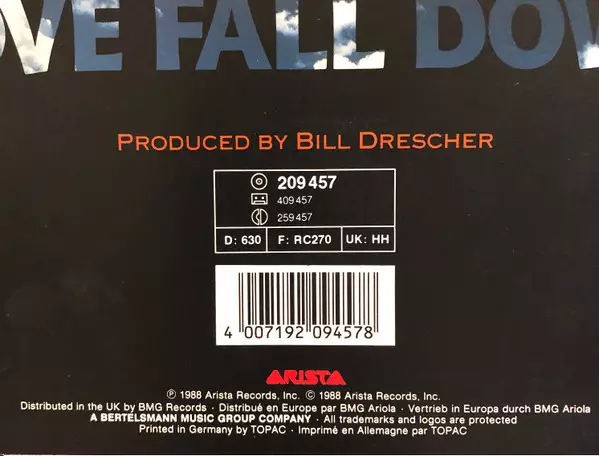 VE FALL DOW
PRODUCED BY BILL DRESCHER
209 457
409 457
259 457
D: 630 F: RC270 UK: HH
4 007192 094578
ARISTA
℗ 1988 Arista Records, Inc. © 1988 Arista Records, Inc.
Distributed in the UK by BMG Records · Distribué en Europe par BMG Ariola · Vertrieb in Europa durch BMG Ariola
A BERTELSMANN MUSIC GROUP COMPANY · All trademarks and logos are protected
Printed in Germany by TOPAC · Imprimé en Allemagne par TOPAC